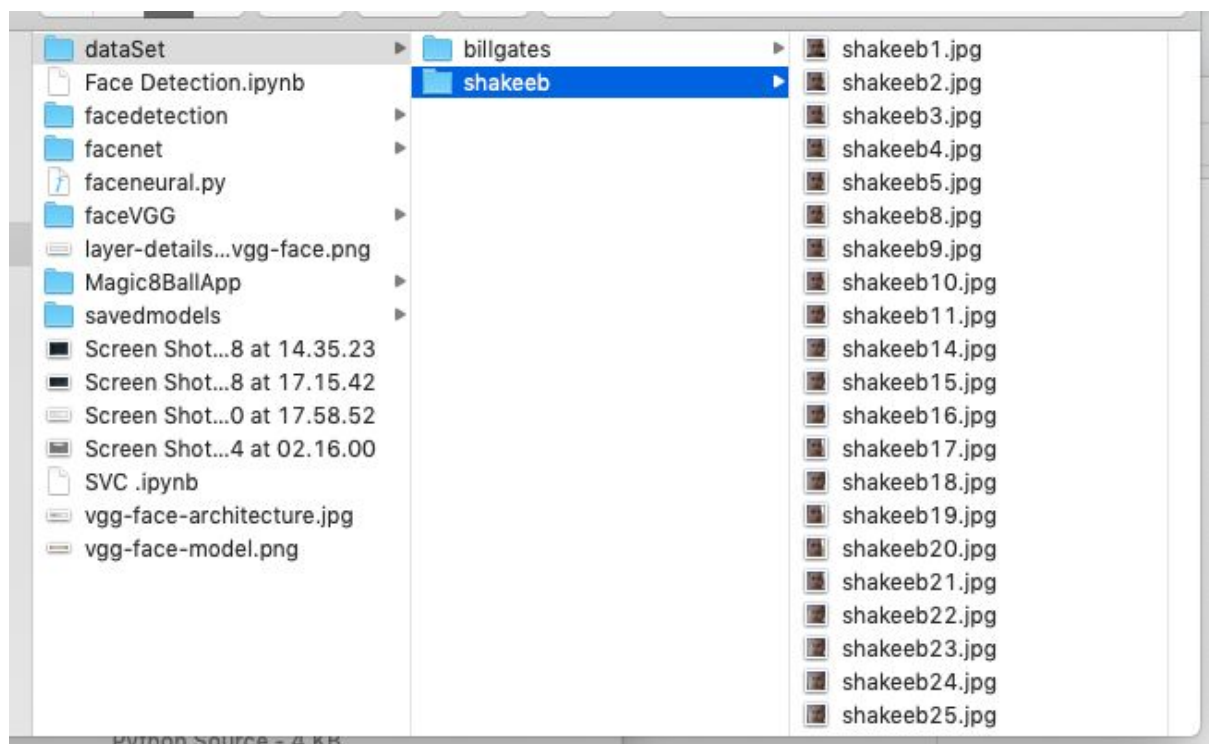 dataSet
Face Detection.ipynb
facedetection
facenet
faceneural.py
faceVGG
layer-details...vgg-face.png
Magic8BallApp
savedmodels
Screen Shot...8 at 14.35.23
Screen Shot...8 at 17.15.42
Screen Shot...0 at 17.58.52
Screen Shot...4 at 02.16.00
SVC .ipynb
vgg-face-architecture.jpg
vgg-face-model.png
billgates
shakeeb
shakeeb1.jpg
shakeeb2.jpg
shakeeb3.jpg
shakeeb4.jpg
shakeeb5.jpg
shakeeb8.jpg
shakeeb9.jpg
shakeeb10.jpg
shakeeb11.jpg
shakeeb14.jpg
shakeeb15.jpg
shakeeb16.jpg
shakeeb17.jpg
shakeeb18.jpg
shakeeb19.jpg
shakeeb20.jpg
shakeeb21.jpg
shakeeb22.jpg
shakeeb23.jpg
shakeeb24.jpg
shakeeb25.jpg
Python Source - 4 KB